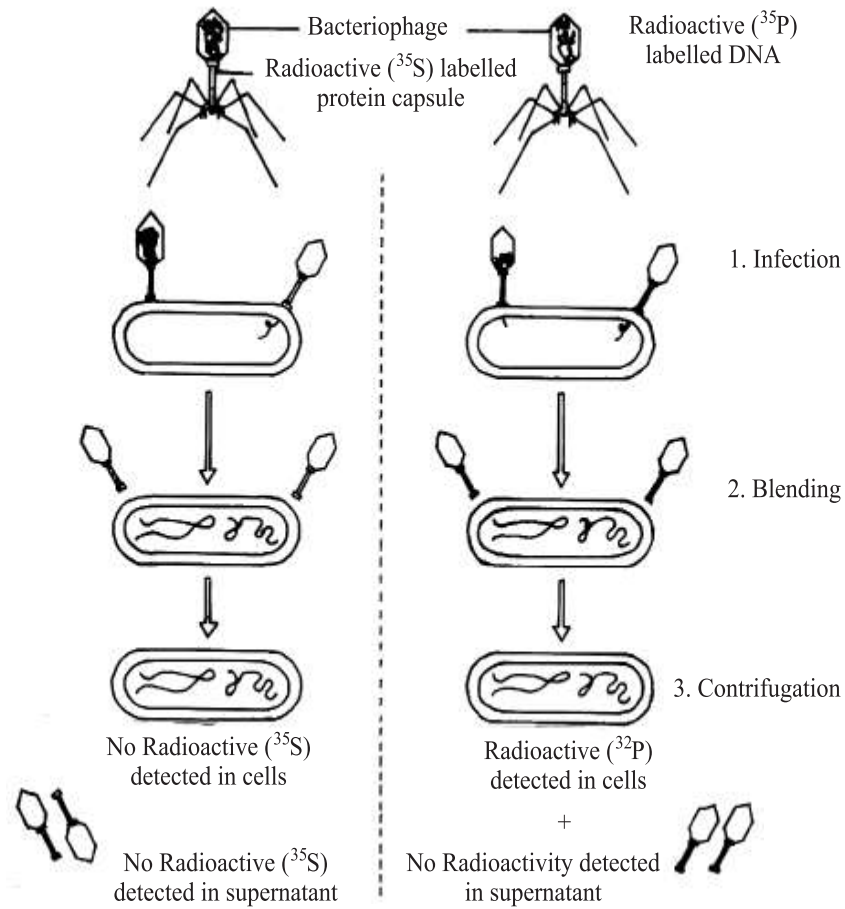 Bacteriophage
Radioactive (³⁵S) labelled
protein capsule
Radioactive (³⁵P)
labelled DNA
1. Infection
2. Blending
3. Contrifugation
No Radioactive (³⁵S)
detected in cells
Radioactive (³²P)
detected in cells
+
No Radioactive (³⁵S)
detected in supernatant
No Radioactivity detected
in supernatant